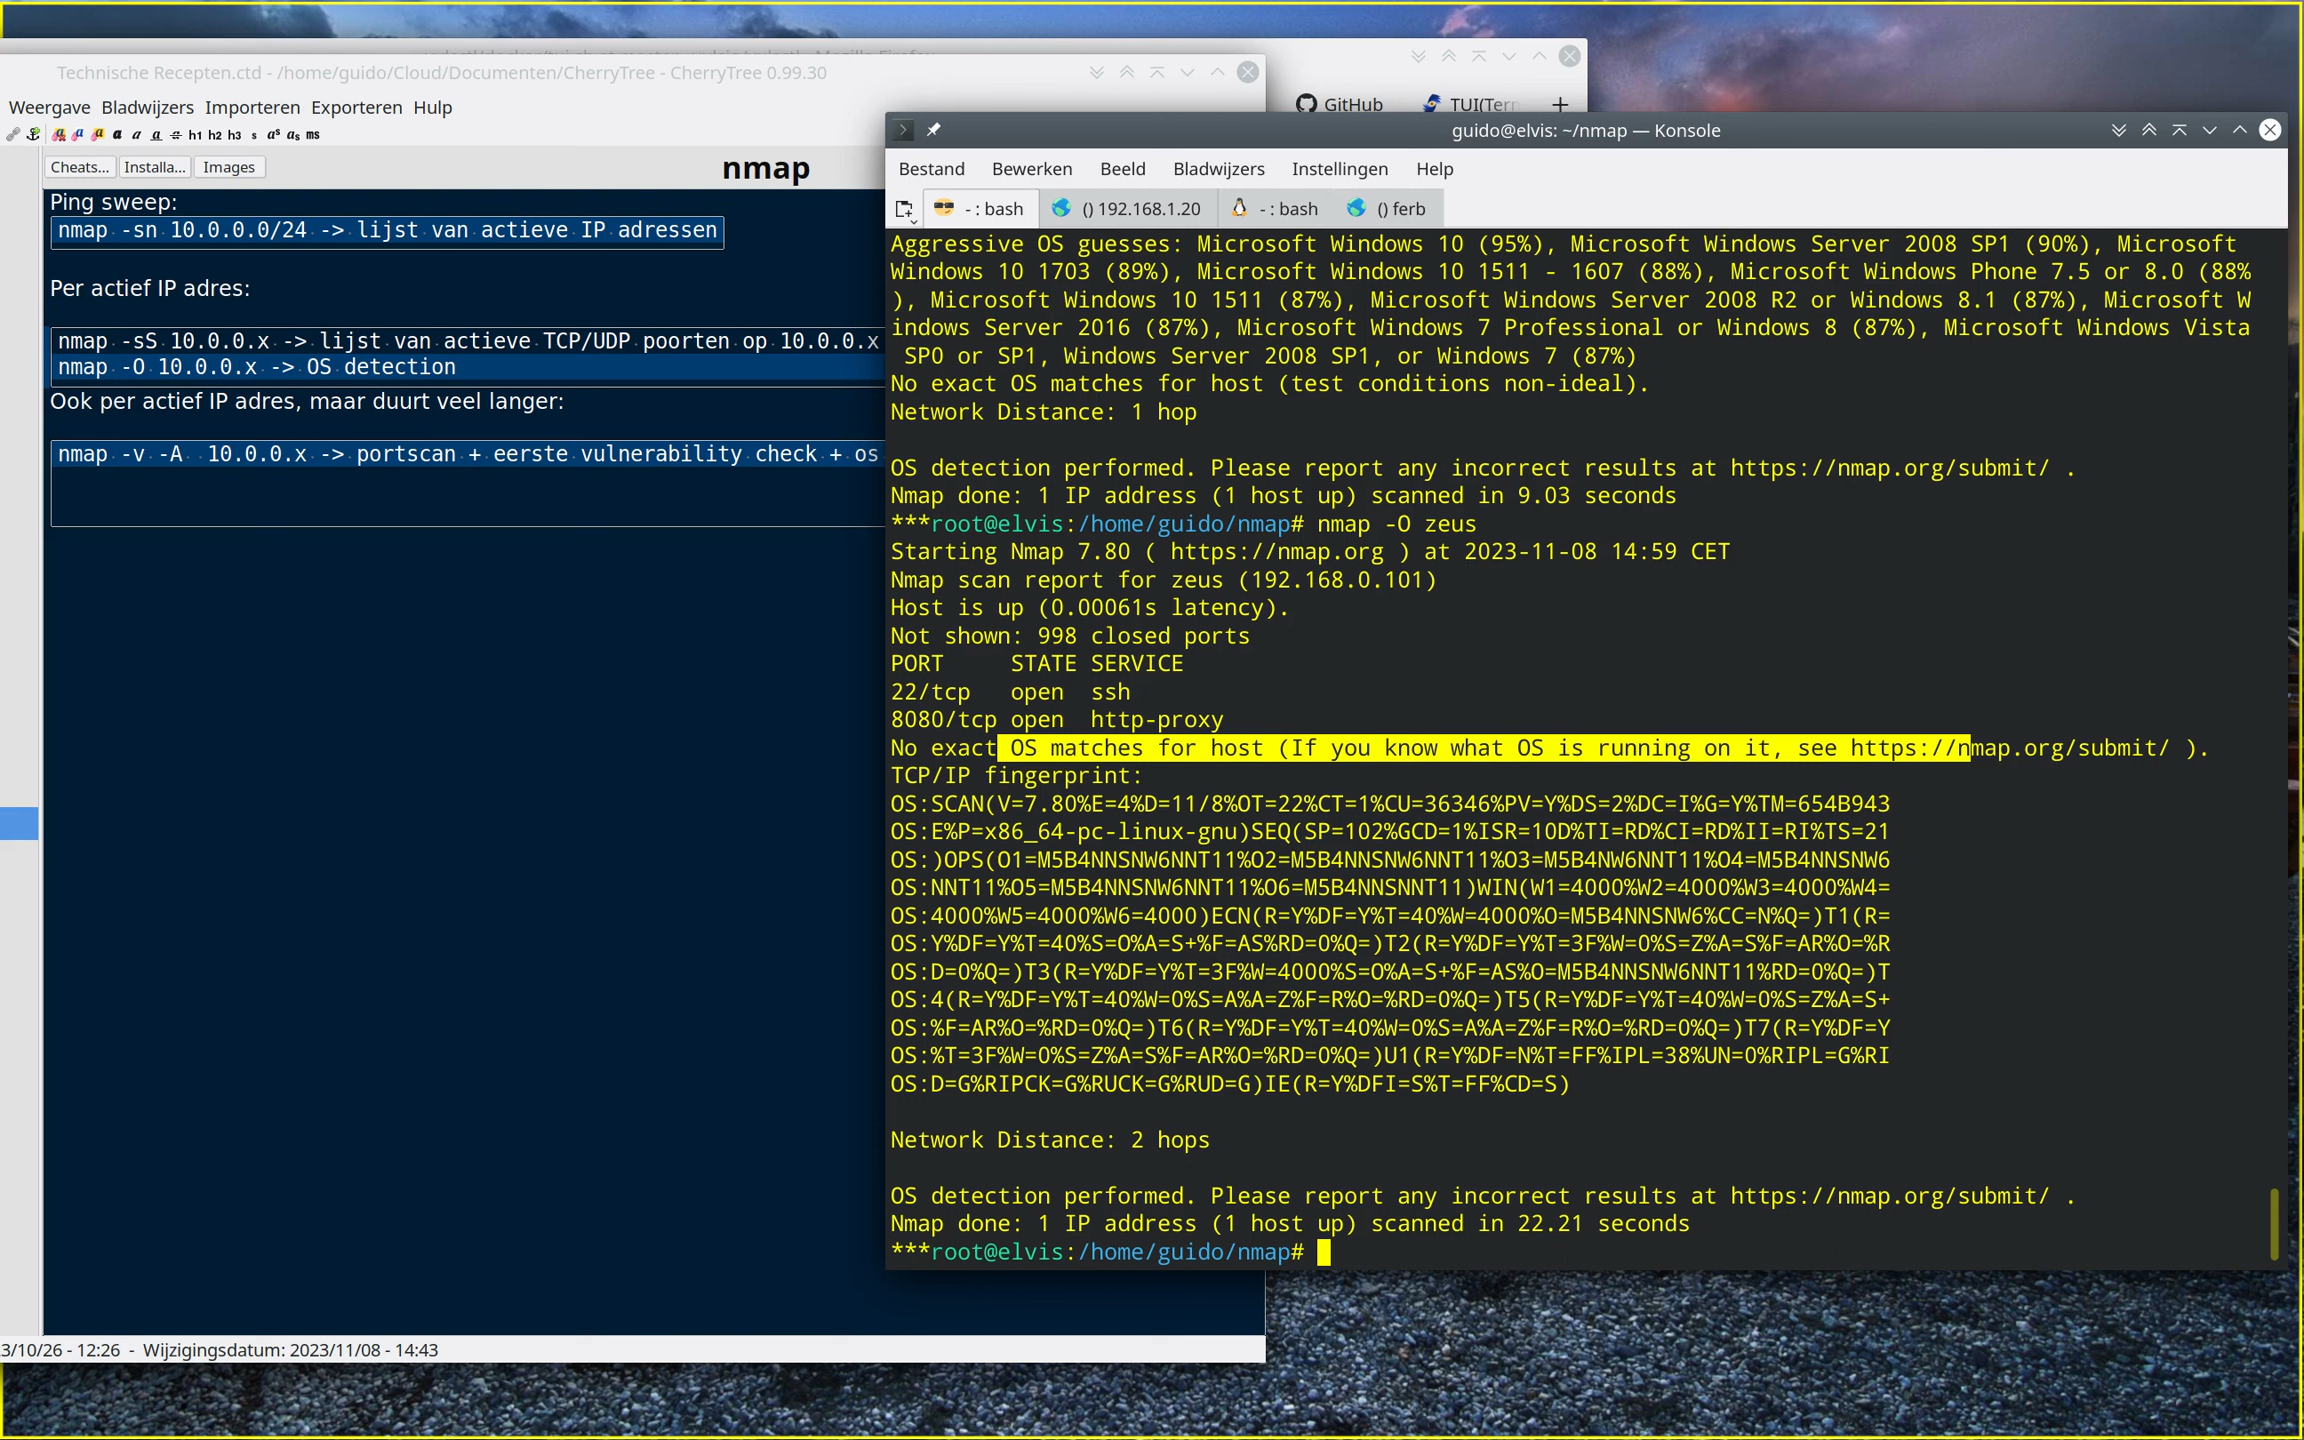 Technische Recepten.ctd - /home/guido/Cloud/Documenten/CherryTree - CherryTree 0.99.30
Weergave Bladwijzers Importeren Exporteren Hulp
h1 h2 h3 s ms
Cheats... Installa... Images
nmap
Ping sweep:
nmap -sn 10.0.0.0/24 -> lijst van actieve IP adressen
Per actief IP adres:
nmap -sS 10.0.0.x -> lijst van actieve TCP/UDP poorten op 10.0.0.x
nmap -O 10.0.0.x -> OS detection
Ook per actief IP adres, maar duurt veel langer:
nmap -v -A  10.0.0.x -> portscan + eerste vulnerability check + os
3/10/26 - 12:26 - Wijzigingsdatum: 2023/11/08 - 14:43
GitHub TUI(Terr
guido@elvis: ~/nmap — Konsole
Bestand Bewerken Beeld Bladwijzers Instellingen Help
- : bash () 192.168.1.20 - : bash () ferb
Aggressive OS guesses: Microsoft Windows 10 (95%), Microsoft Windows Server 2008 SP1 (90%), Microsoft
Windows 10 1703 (89%), Microsoft Windows 10 1511 - 1607 (88%), Microsoft Windows Phone 7.5 or 8.0 (88%
), Microsoft Windows 10 1511 (87%), Microsoft Windows Server 2008 R2 or Windows 8.1 (87%), Microsoft W
indows Server 2016 (87%), Microsoft Windows 7 Professional or Windows 8 (87%), Microsoft Windows Vista
SP0 or SP1, Windows Server 2008 SP1, or Windows 7 (87%)
No exact OS matches for host (test conditions non-ideal).
Network Distance: 1 hop
OS detection performed. Please report any incorrect results at https://nmap.org/submit/ .
Nmap done: 1 IP address (1 host up) scanned in 9.03 seconds
***root@elvis:/home/guido/nmap# nmap -O zeus
Starting Nmap 7.80 ( https://nmap.org ) at 2023-11-08 14:59 CET
Nmap scan report for zeus (192.168.0.101)
Host is up (0.00061s latency).
Not shown: 998 closed ports
PORT     STATE SERVICE
22/tcp   open  ssh
8080/tcp open  http-proxy
No exact OS matches for host (If you know what OS is running on it, see https://nmap.org/submit/ ).
TCP/IP fingerprint:
OS:SCAN(V=7.80%E=4%D=11/8%OT=22%CT=1%CU=36346%PV=Y%DS=2%DC=I%G=Y%TM=654B943
OS:E%P=x86_64-pc-linux-gnu)SEQ(SP=102%GCD=1%ISR=10D%TI=RD%CI=RD%II=RI%TS=21
OS:)OPS(O1=M5B4NNSNW6NNT11%O2=M5B4NNSNW6NNT11%O3=M5B4NW6NNT11%O4=M5B4NNSNW6
OS:NNT11%O5=M5B4NNSNW6NNT11%O6=M5B4NNSNNT11)WIN(W1=4000%W2=4000%W3=4000%W4=
OS:4000%W5=4000%W6=4000)ECN(R=Y%DF=Y%T=40%W=4000%O=M5B4NNSNW6%CC=N%Q=)T1(R=
OS:Y%DF=Y%T=40%S=O%A=S+%F=AS%RD=0%Q=)T2(R=Y%DF=Y%T=3F%W=0%S=Z%A=S%F=AR%O=%R
OS:D=0%Q=)T3(R=Y%DF=Y%T=3F%W=4000%S=O%A=S+%F=AS%O=M5B4NNSNW6NNT11%RD=0%Q=)T
OS:4(R=Y%DF=Y%T=40%W=0%S=A%A=Z%F=R%O=%RD=0%Q=)T5(R=Y%DF=Y%T=40%W=0%S=Z%A=S+
OS:%F=AR%O=%RD=0%Q=)T6(R=Y%DF=Y%T=40%W=0%S=A%A=Z%F=R%O=%RD=0%Q=)T7(R=Y%DF=Y
OS:%T=3F%W=0%S=Z%A=S%F=AR%O=%RD=0%Q=)U1(R=Y%DF=N%T=FF%IPL=38%UN=0%RIPL=G%RI
OS:D=G%RIPCK=G%RUCK=G%RUD=G)IE(R=Y%DFI=S%T=FF%CD=S)
Network Distance: 2 hops
OS detection performed. Please report any incorrect results at https://nmap.org/submit/ .
Nmap done: 1 IP address (1 host up) scanned in 22.21 seconds
***root@elvis:/home/guido/nmap#